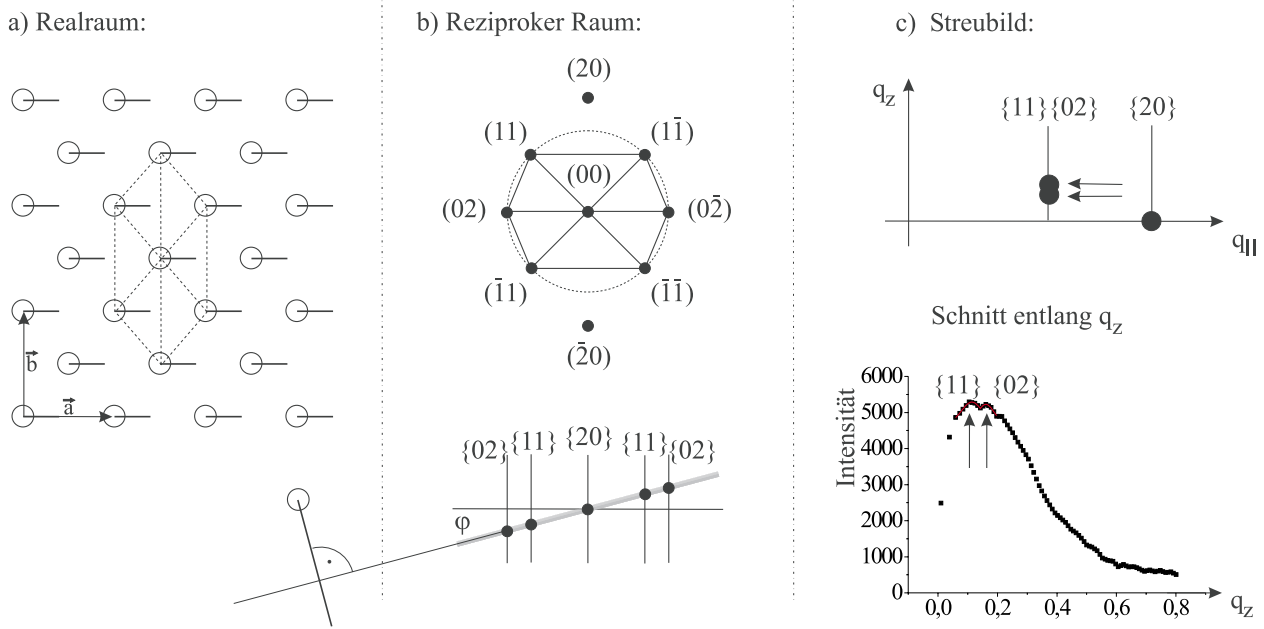 a) Realraum:
b) Reziproker Raum:
c) Streubild:
b⃗
a⃗
(20)
(11)
(11̄)
(00)
(02)
(02̄)
(1̄1)
(1̄1̄)
(2̄0)
{02} {11} {20} {11} {02}
φ
q_z
{11}{02} {20}
q_||
Schnitt entlang q_z
Intensität
6000
5000
4000
3000
2000
1000
0
{11} {02}
0,0 0,2 0,4 0,6 0,8
q_z